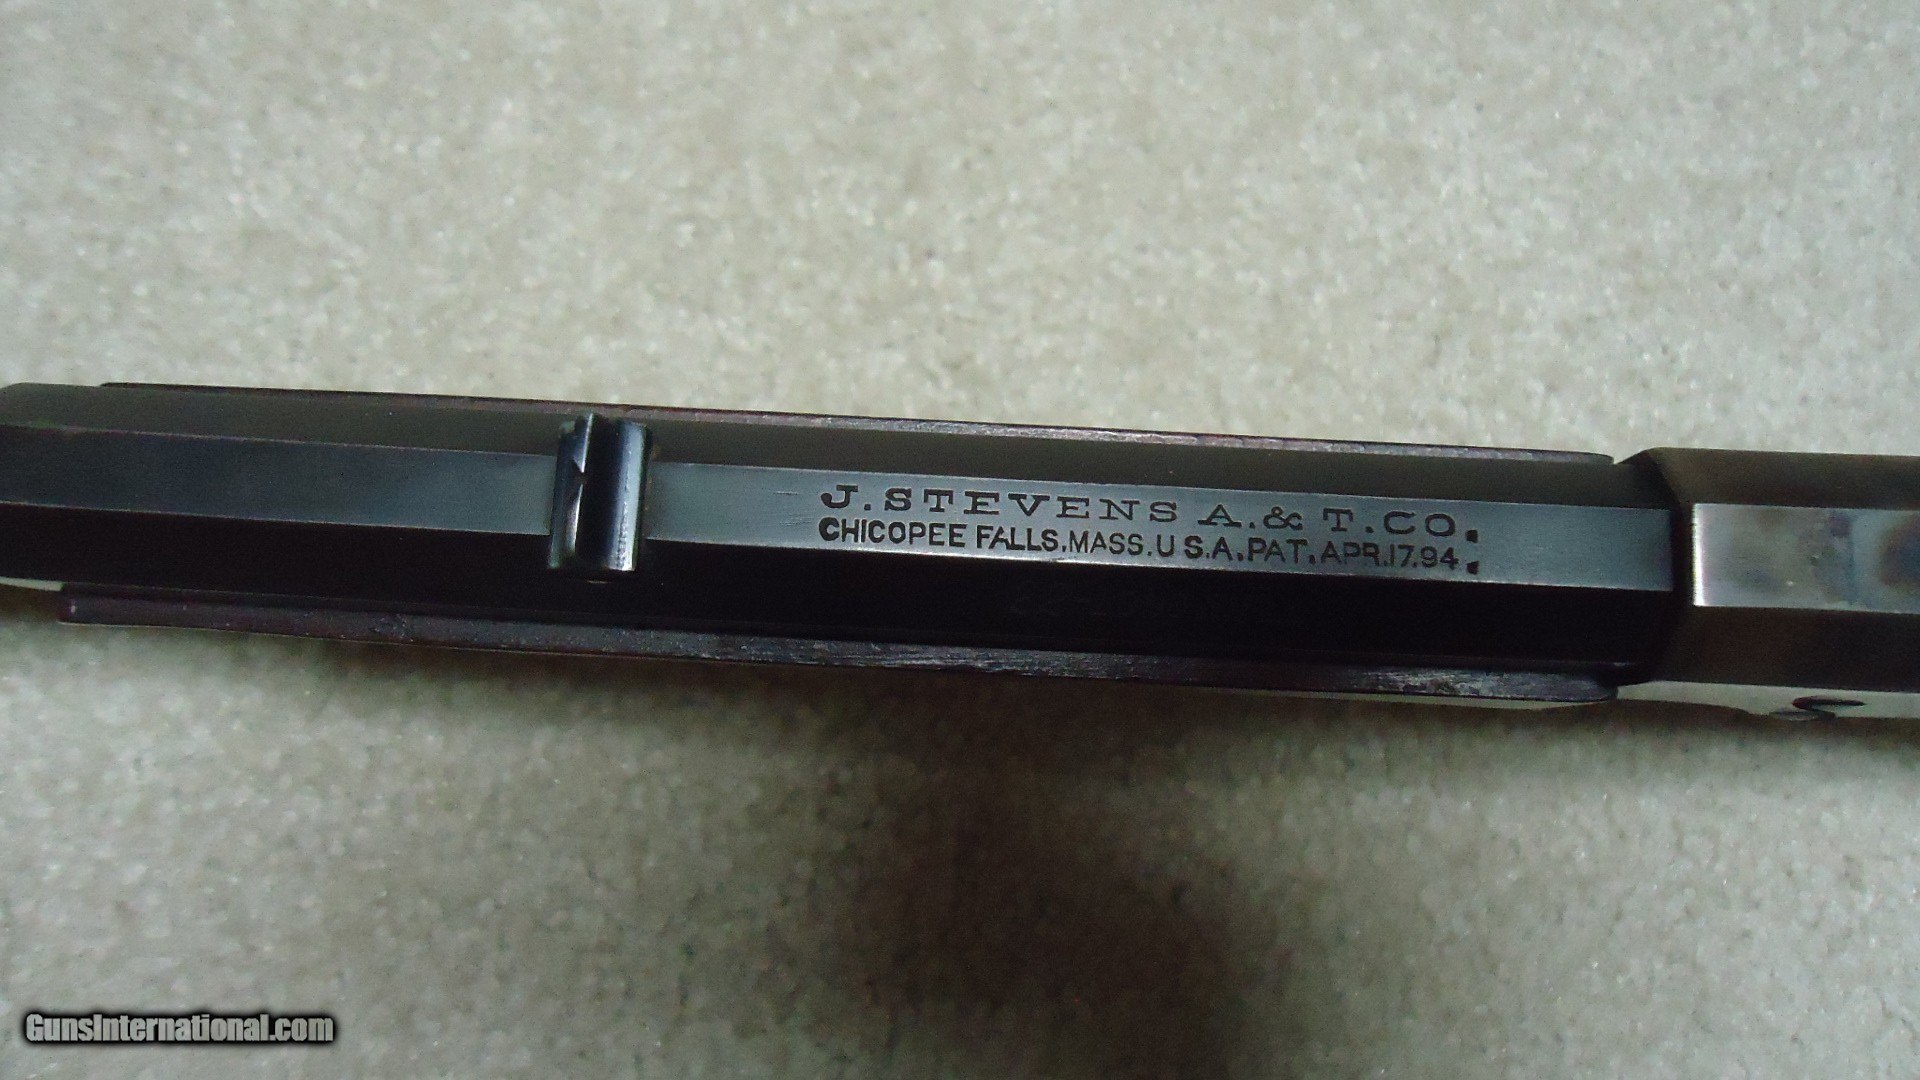 J. STEVENS A. & T. CO.
CHICOPEE FALLS. MASS. U S. A. PAT. APR. 17. 94.
GunsInternational.com